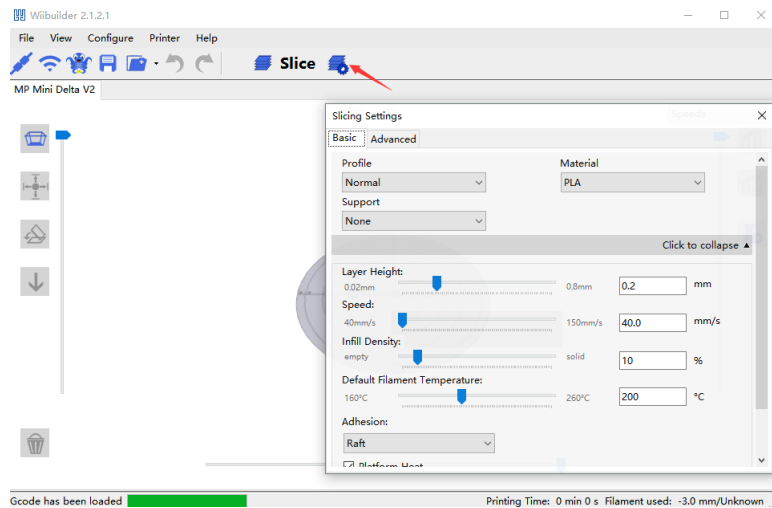 Wiibuilder 2.1.2.1
File View Configure Printer Help
Slice
MP Mini Delta V2
Slicing Settings
Speeds
Basic Advanced
Profile Material
Normal PLA
Support
None
Click to collapse ▲
Layer Height:
0.02mm 0.8mm 0.2 mm
Speed:
40mm/s 150mm/s 40.0 mm/s
Infill Density:
empty solid 10 %
Default Filament Temperature:
160°C 260°C 200 °C
Adhesion:
Raft
Platform Heat
Gcode has been loaded Printing Time: 0 min 0 s Filament used: -3.0 mm/Unknown